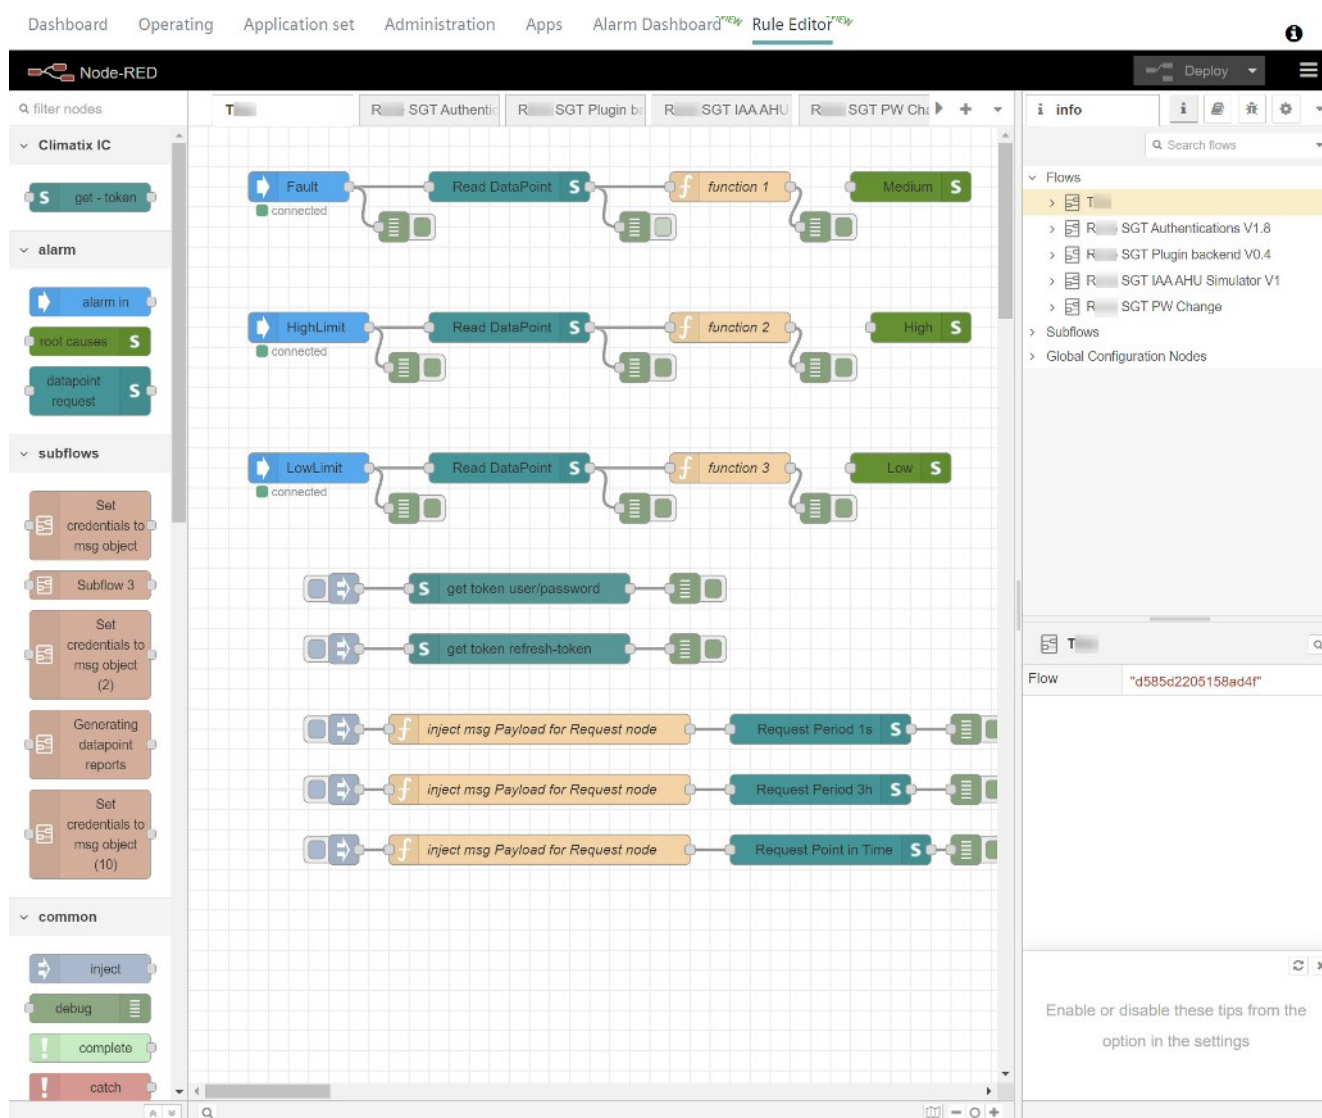 Dashboard Operating Application set Administration Apps Alarm Dashboard VIEW Rule Editor VIEW
Node-RED Deploy
filter nodes
T
R SGT Authentic R SGT Plugin ba R SGT IAA AHU R SGT PW Cha
i info
Search flows
Climatix IC
get - token
alarm
alarm in
root causes
datapoint
request
subflows
Set
credentials to
msg object
Subflow 3
Set
credentials to
msg object
(2)
Generating
datapoint
reports
Set
credentials to
msg object
(10)
common
inject
debug
complete
catch
Fault Read DataPoint function 1 Medium
connected
HighLimit Read DataPoint function 2 High
connected
LowLimit Read DataPoint function 3 Low
connected
get token user/password
get token refresh-token
inject msg Payload for Request node Request Period 1s
inject msg Payload for Request node Request Period 3h
inject msg Payload for Request node Request Point in Time
Flows
T
R SGT Authentications V1.8
R SGT Plugin backend V0.4
R SGT IAA AHU Simulator V1
R SGT PW Change
Subflows
Global Configuration Nodes
T
Flow "d585d2205158ad4f"
Enable or disable these tips from the
option in the settings